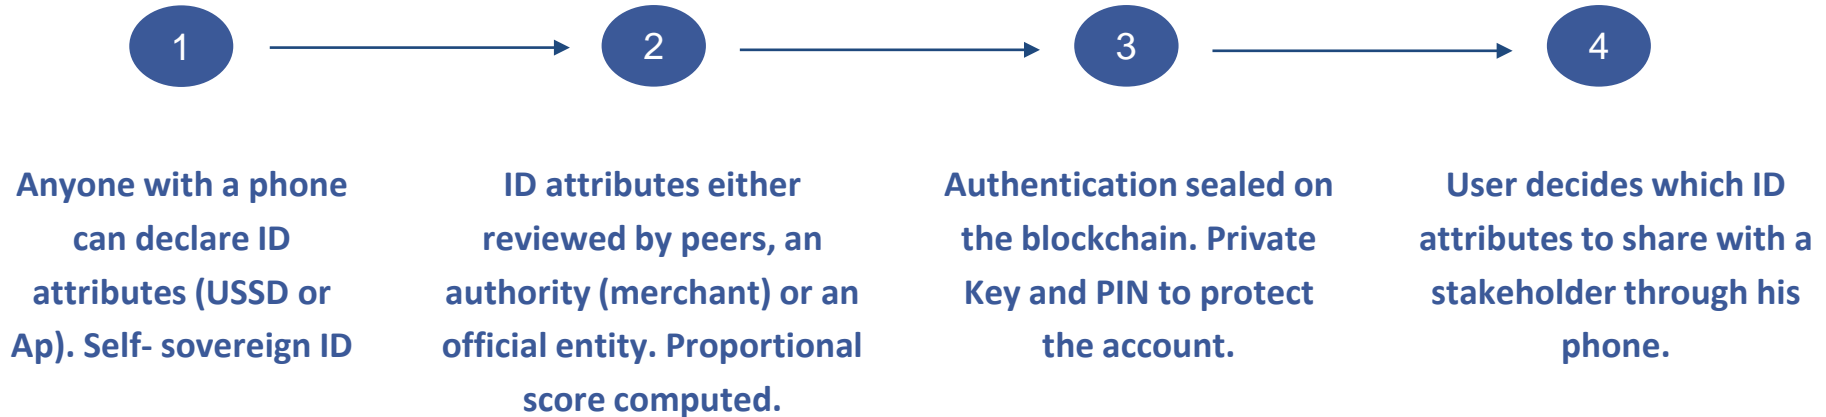 1
2
3
4
Anyone with a phone
can declare ID
attributes (USSD or
Ap). Self- sovereign ID
ID attributes either
reviewed by peers, an
authority (merchant) or an
official entity. Proportional
score computed.
Authentication sealed on
the blockchain. Private
Key and PIN to protect
the account.
User decides which ID
attributes to share with a
stakeholder through his
phone.